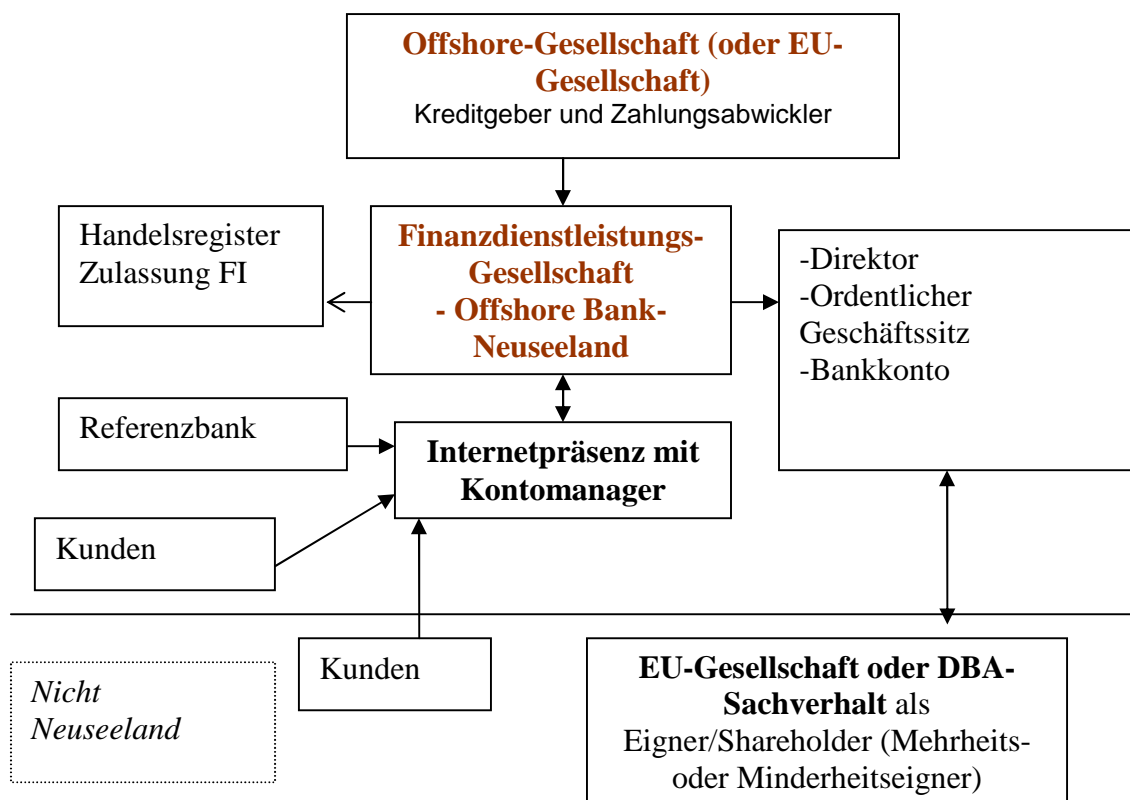 Offshore-Gesellschaft (oder EU-
Gesellschaft)
Kreditgeber und Zahlungsabwickler
Handelsregister
Zulassung FI
Finanzdienstleistungs-
Gesellschaft
- Offshore Bank-
Neuseeland
-Direktor
-Ordentlicher
Geschäftssitz
-Bankkonto
Referenzbank
Internetpräsenz mit
Kontomanager
Kunden
Kunden
Nicht
Neuseeland
EU-Gesellschaft oder DBA-
Sachverhalt als
Eigner/Shareholder (Mehrheits-
oder Minderheitseigner)